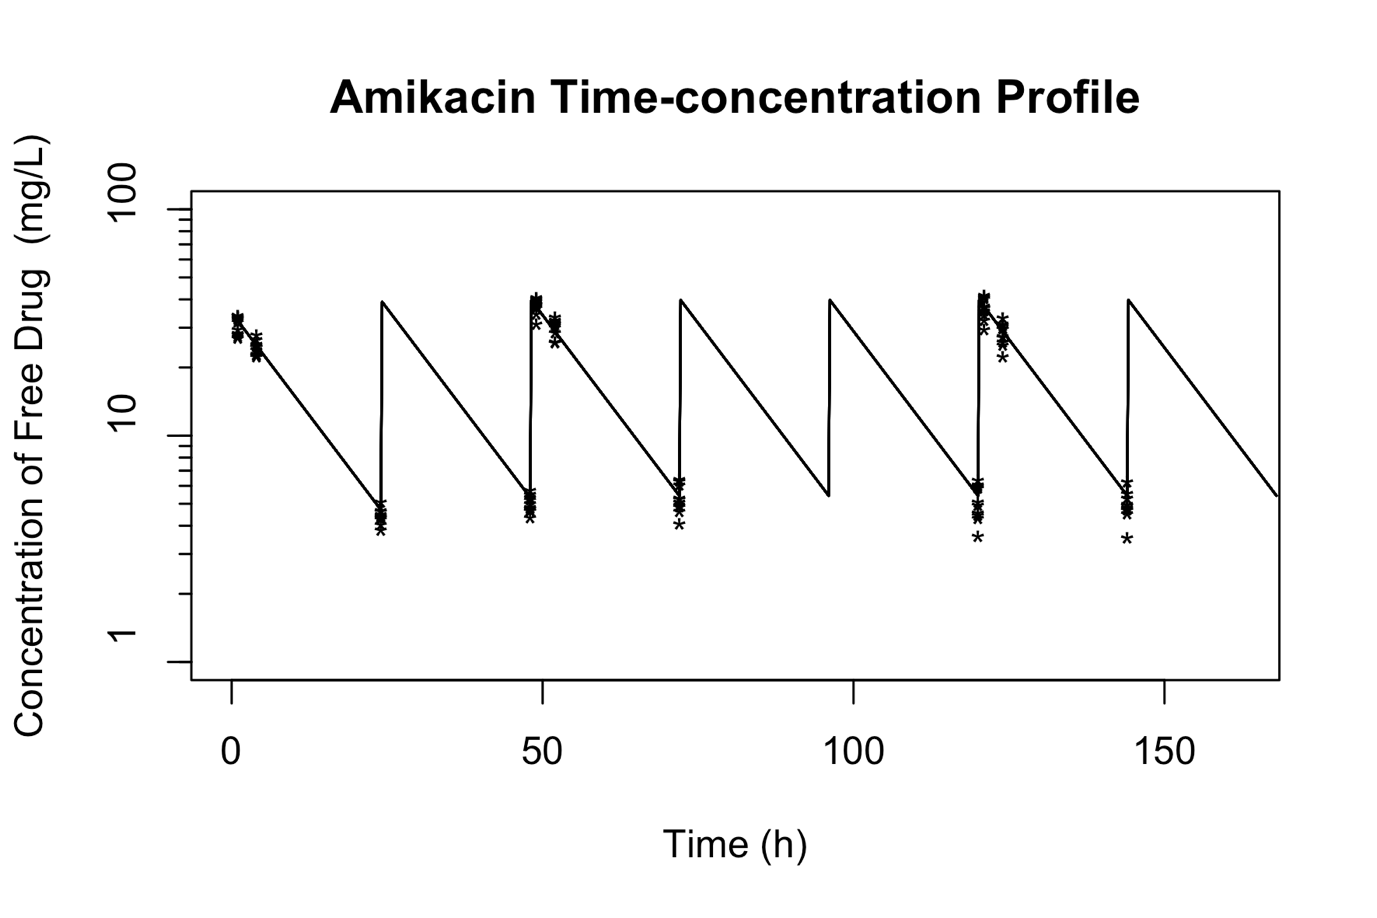 Amikacin Time-concentration Profile
Concentration of Free Drug  (mg/L)
100
10
1
0
50
100
150
Time (h)